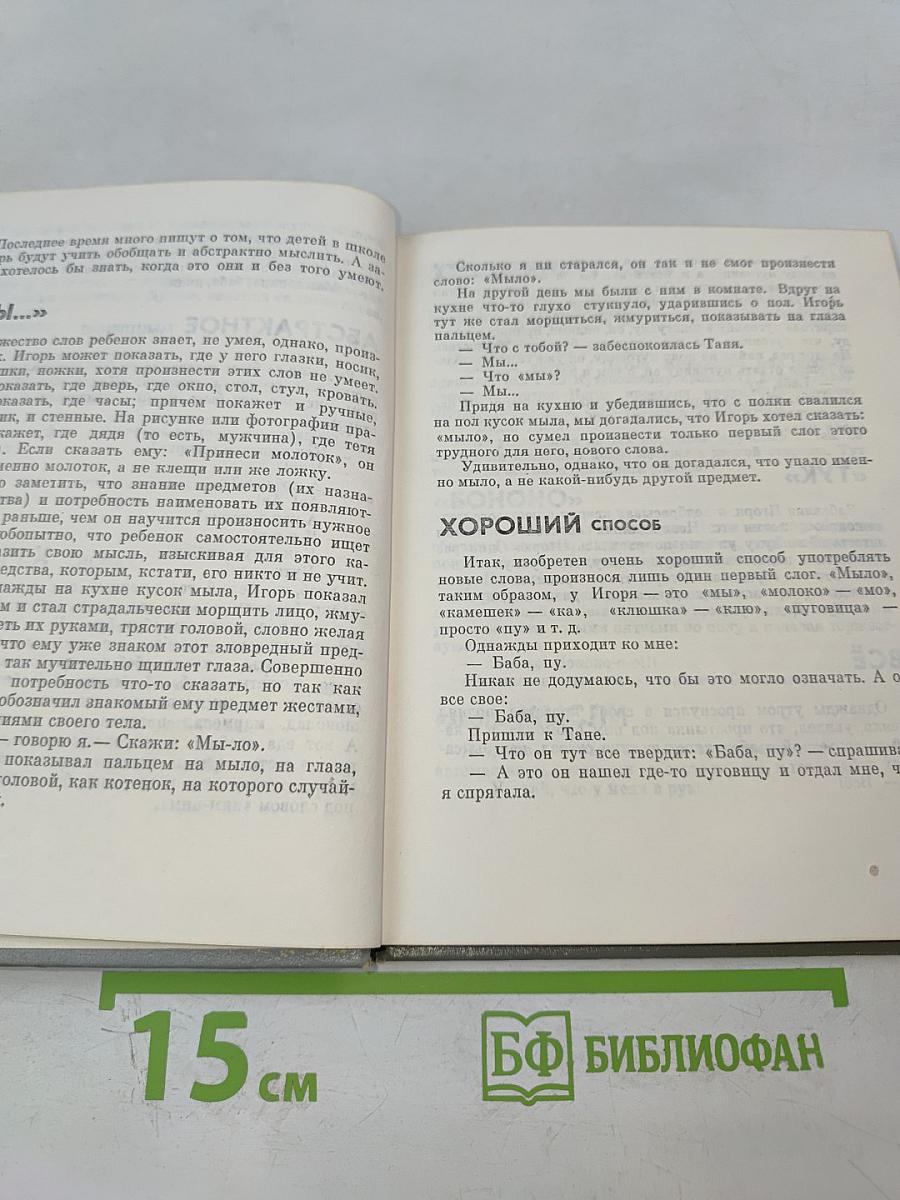 Последнее время много пишут о том, что детей в школе
будут учить обобщать и абстрактно мыслить. А за-
хотелось бы знать, когда это они и без того умеют.
Ы...»
жество слов ребенок знает, не умея, однако, произ-
Игорь может показать, где у него глазки, носик,
ножки, хотя произнести этих слов не умеет.
оказать, где дверь, где окно, стол, стул, кровать,
оказать, где часы; причем покажет и ручные,
ик, и стенные. На рисунке или фотографии пра-
кажет, где дядя (то есть, мужчина), где тетя
Если сказать ему: «Принеси молоток», он
менно молоток, а не клещи или же ложку.
о заметить, что знание предметов (их назна-
ства) и потребность наименовать их появляют-
раньше, чем он научится произносить нужное
обопытно, что ребенок самостоятельно ищет
азить свою мысль, изыскивая для этого ка-
едства, которым, кстати, его никто и не учит.
нажды на кухне кусок мыла, Игорь показал
м и стал страдальчески морщить лицо, жму-
еть их руками, трясти головой, словно желая
что ему уже знаком этот зловредный пред-
так мучительно щиплет глаза. Совершенно
потребность что-то сказать, но так как
обозначил знакомый ему предмет жестами,
иями своего тела.
— говорю я.— Скажи: «Мы-ло».
показывал пальцем на мыло, на глаза,
головой, как котенок, на которого случай-
Сколько я ни старался, он так и не смог произнести
слово: «Мыло».
На другой день мы были с ним в комнате. Вдруг на
кухне что-то глухо стукнуло, ударившись о пол. Игорь
тут же стал морщиться, жмуриться, показывать на глаза
пальцем.
— Что с тобой? — забеспокоилась Таня.
— Мы...
— Что «мы»?
— Мы...
Придя на кухню и убедившись, что с полки свалился
на пол кусок мыла, мы догадались, что Игорь хотел сказать:
«мыло», но сумел произнести только первый слог этого
трудного для него, нового слова.
Удивительно, однако, что он догадался, что упало имен-
но мыло, а не какой-нибудь другой предмет.
ХОРОШИЙ СПОСОБ
Итак, изобретен очень хороший способ употреблять
новые слова, произнося лишь один первый слог. «Мыло»,
таким образом, у Игоря — это «мы», «молоко» — «мо»,
«камешек» — «ка», «клюшка» — «клю», «пуговица» —
просто «пу» и т. д.
Однажды приходит ко мне:
— Баба, пу.
Никак не додумаюсь, что бы это могло означать. А о
все свое:
— Баба, пу.
Пришли к Тане.
— Что он тут все твердит: «Баба, пу»? — спрашива
— А это он нашел где-то пуговицу и отдал мне, ч
я спрятала.
15 см
БФ БИБЛИОФАН